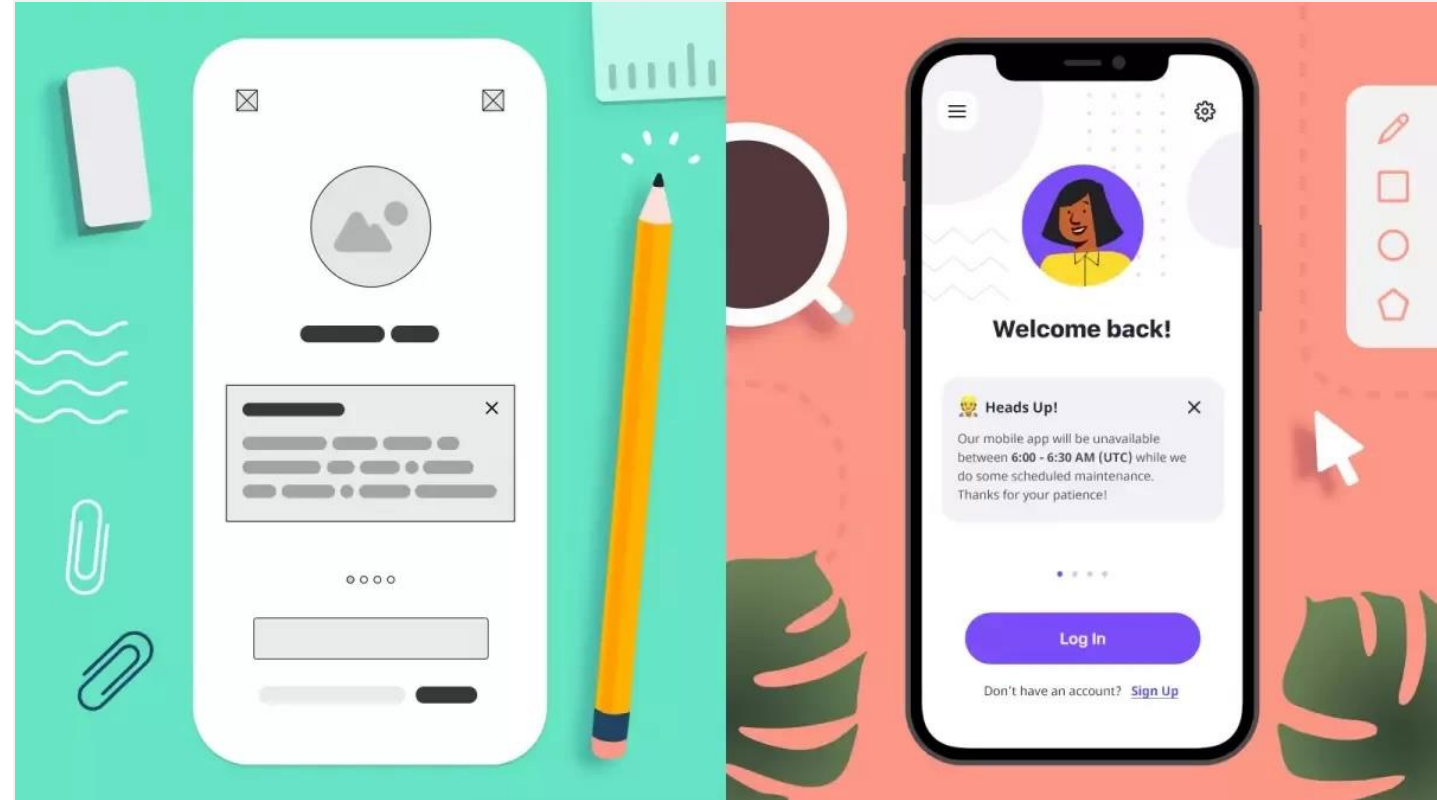 Welcome back!
👷 Heads Up!
Our mobile app will be unavailable
between 6:00 - 6:30 AM (UTC) while we
do some scheduled maintenance.
Thanks for your patience!
Log In
Don't have an account? Sign Up